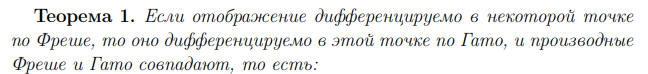 Теорема 1. Если отображение дифференцируемо в некоторой точке
по Фреше, то оно дифференцируемо в этой точке по Гато, и производные
Фреше и Гато совпадают, то есть: